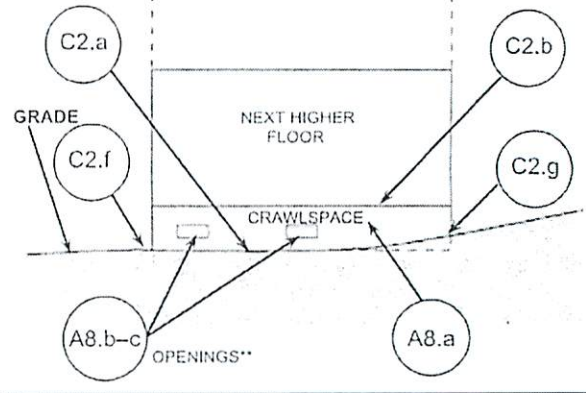 C2.a
C2.b
NEXT HIGHER
FLOOR
GRADE
C2.f
C2.g
CRAWLSPACE
A8.b–c
OPENINGS**
A8.a